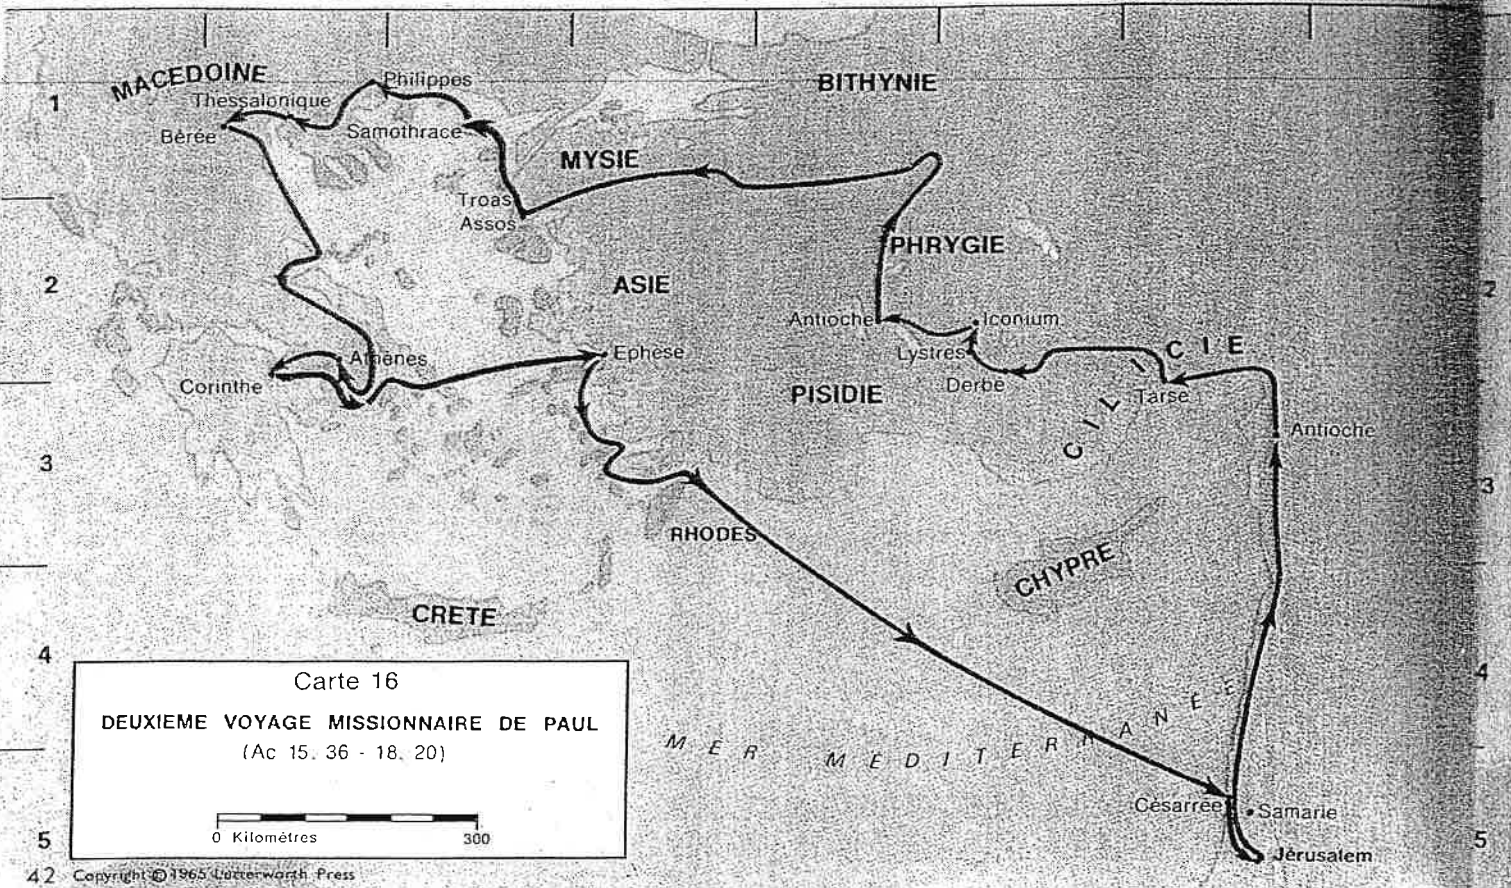 MACEDOINE
Philippes
BITHYNIE
1
Thessalonique
Samothrace
Bérée
MYSIE
Troas
Assos
PHRYGIE
2
ASIE
2
Antioche
Iconium
Athènes
Ephèse
Lystres
CILICIE
Corinthe
PISIDIE
Derbe
Tarse
Antioche
3
3
RHODES
CHYPRE
CRETE
4
4
Carte 16
DEUXIEME VOYAGE MISSIONNAIRE DE PAUL
(Ac 15. 36 - 18. 20)
MER MEDITERRANÉE
Césarrée
Samarie
0 Kilomètres 300
5
5
Jérusalem
42 Copyright © 1965 Lutterworth Press